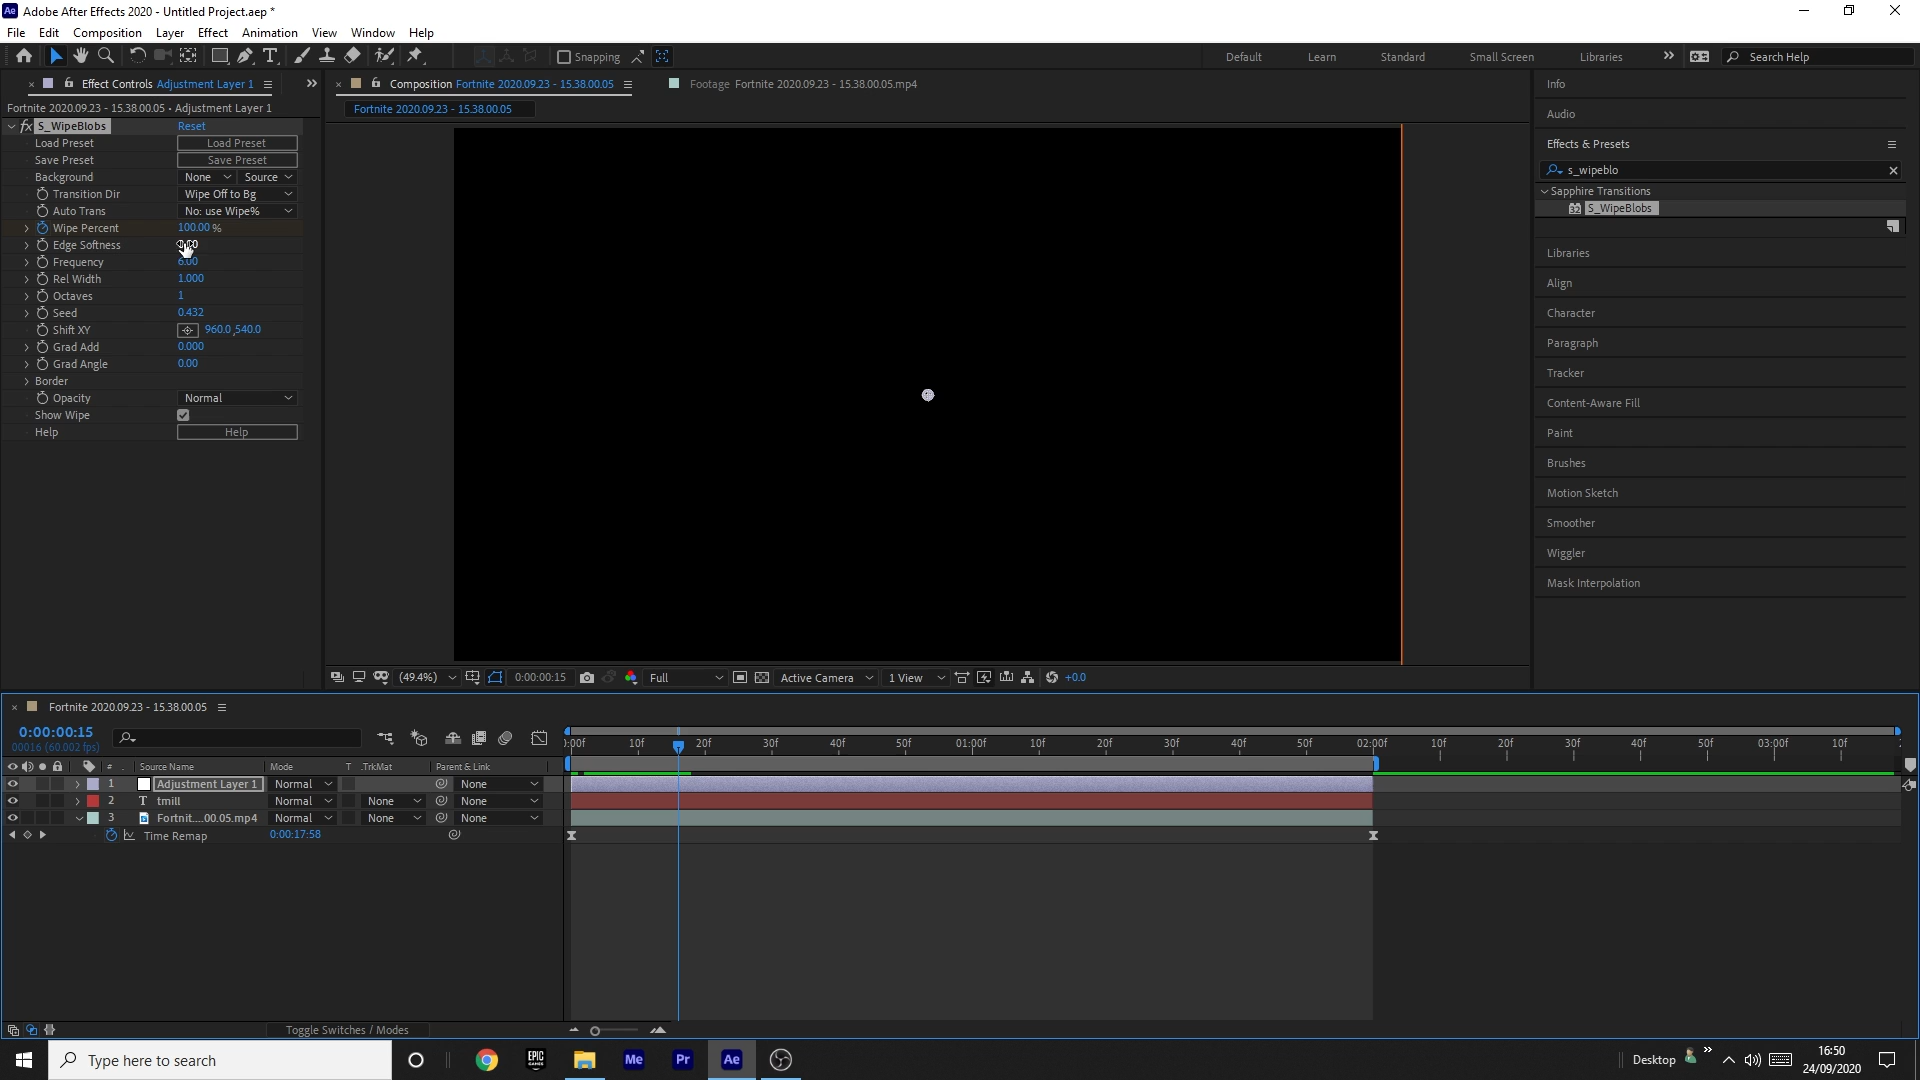 Ae Adobe After Effects 2020 - Untitled Project.aep *
File Edit Composition Layer Effect Animation View Window Help
Snapping
Default Learn Standard Small Screen Libraries Search Help
Effect Controls Adjustment Layer 1
Fortnite 2020.09.23 - 15.38.00.05 • Adjustment Layer 1
fx S_WipeBlobs Reset
Load Preset Load Preset
Save Preset Save Preset
Background None Source
Transition Dir Wipe Off to Bg
Auto Trans No: use Wipe%
Wipe Percent 100.00 %
Edge Softness
Frequency 6.00
Rel Width 1.000
Octaves 1
Seed 0.432
Shift XY 960.0,540.0
Grad Add 0.000
Grad Angle 0.00
Border
Opacity Normal
Show Wipe
Help Help
Composition Fortnite 2020.09.23 - 15.38.00.05
Footage Fortnite 2020.09.23 - 15.38.00.05.mp4
Fortnite 2020.09.23 - 15.38.00.05
(49.4%) 0:00:00:15 Full Active Camera 1 View +0.0
Info
Audio
Effects & Presets
s_wipeblo
Sapphire Transitions
32 S_WipeBlobs
Libraries
Align
Character
Paragraph
Tracker
Content-Aware Fill
Paint
Brushes
Motion Sketch
Smoother
Wiggler
Mask Interpolation
Fortnite 2020.09.23 - 15.38.00.05
0:00:00:15
00016 (60.002 fps)
:00f 10f 20f 30f 40f 50f 01:00f 10f 20f 30f 40f 50f 02:00f 10f 20f 30f 40f 50f 03:00f 10f
# Source Name Mode T .TrkMat Parent & Link
1 Adjustment Layer 1 Normal None
2 T tmill Normal None None
3 Fortnit....00.05.mp4 Normal None None
Time Remap 0:00:17:58
Toggle Switches / Modes
Type here to search
EPIC GAMES Me Pr Ae
Desktop
16:50
24/09/2020